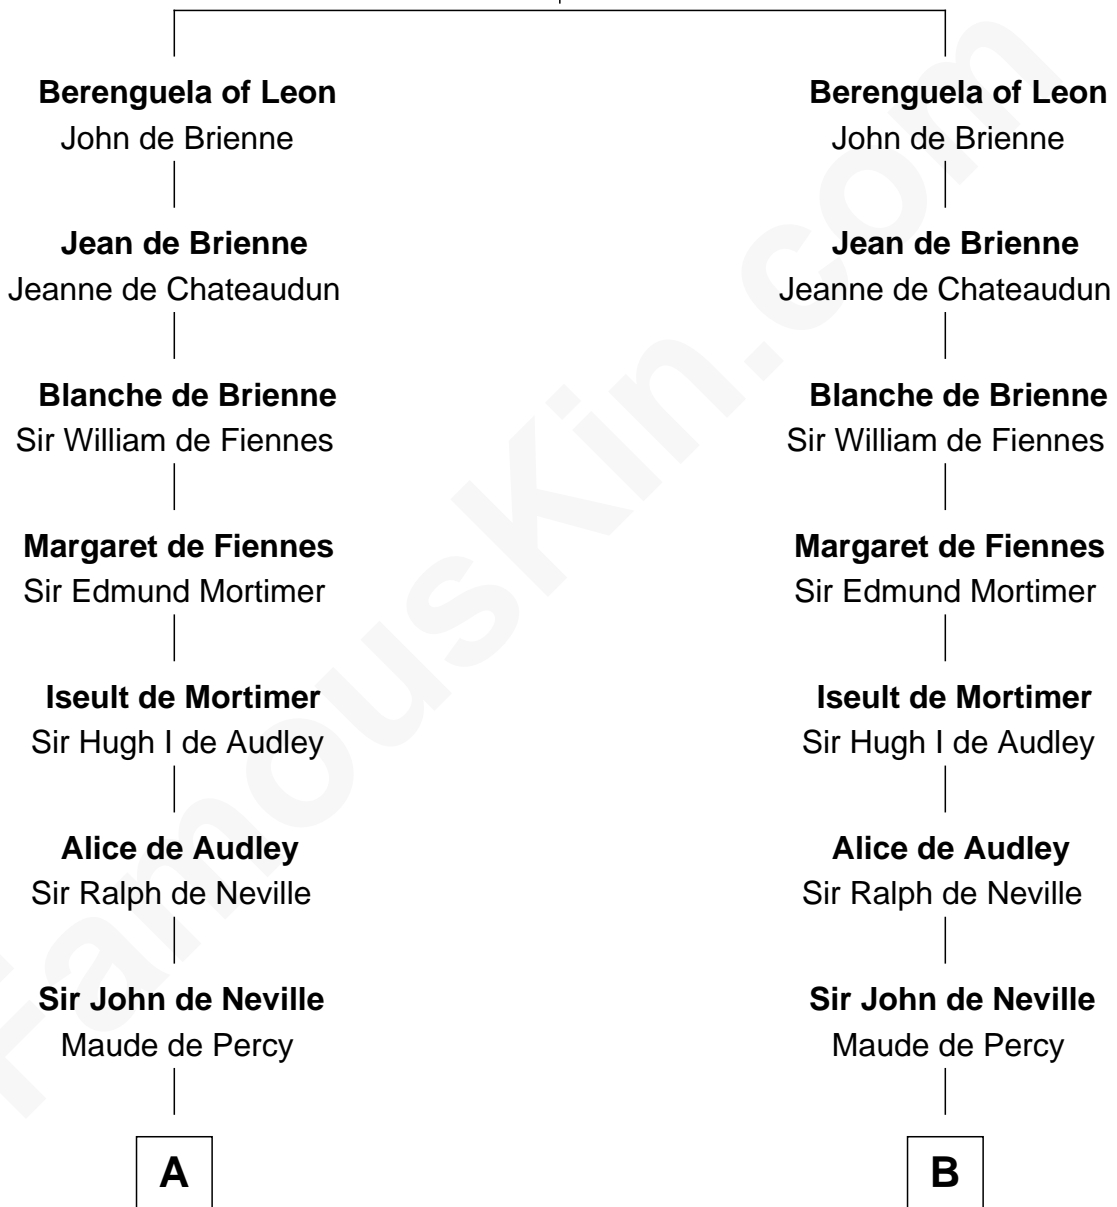 Berenguela of Leon
John de Brienne
Jean de Brienne
Jeanne de Chateaudun
Blanche de Brienne
Sir William de Fiennes
Margaret de Fiennes
Sir Edmund Mortimer
Iseult de Mortimer
Sir Hugh I de Audley
Alice de Audley
Sir Ralph de Neville
Sir John de Neville
Maude de Percy
A
Berenguela of Leon
John de Brienne
Jean de Brienne
Jeanne de Chateaudun
Blanche de Brienne
Sir William de Fiennes
Margaret de Fiennes
Sir Edmund Mortimer
Iseult de Mortimer
Sir Hugh I de Audley
Alice de Audley
Sir Ralph de Neville
Sir John de Neville
Maude de Percy
B
FamousKin.com